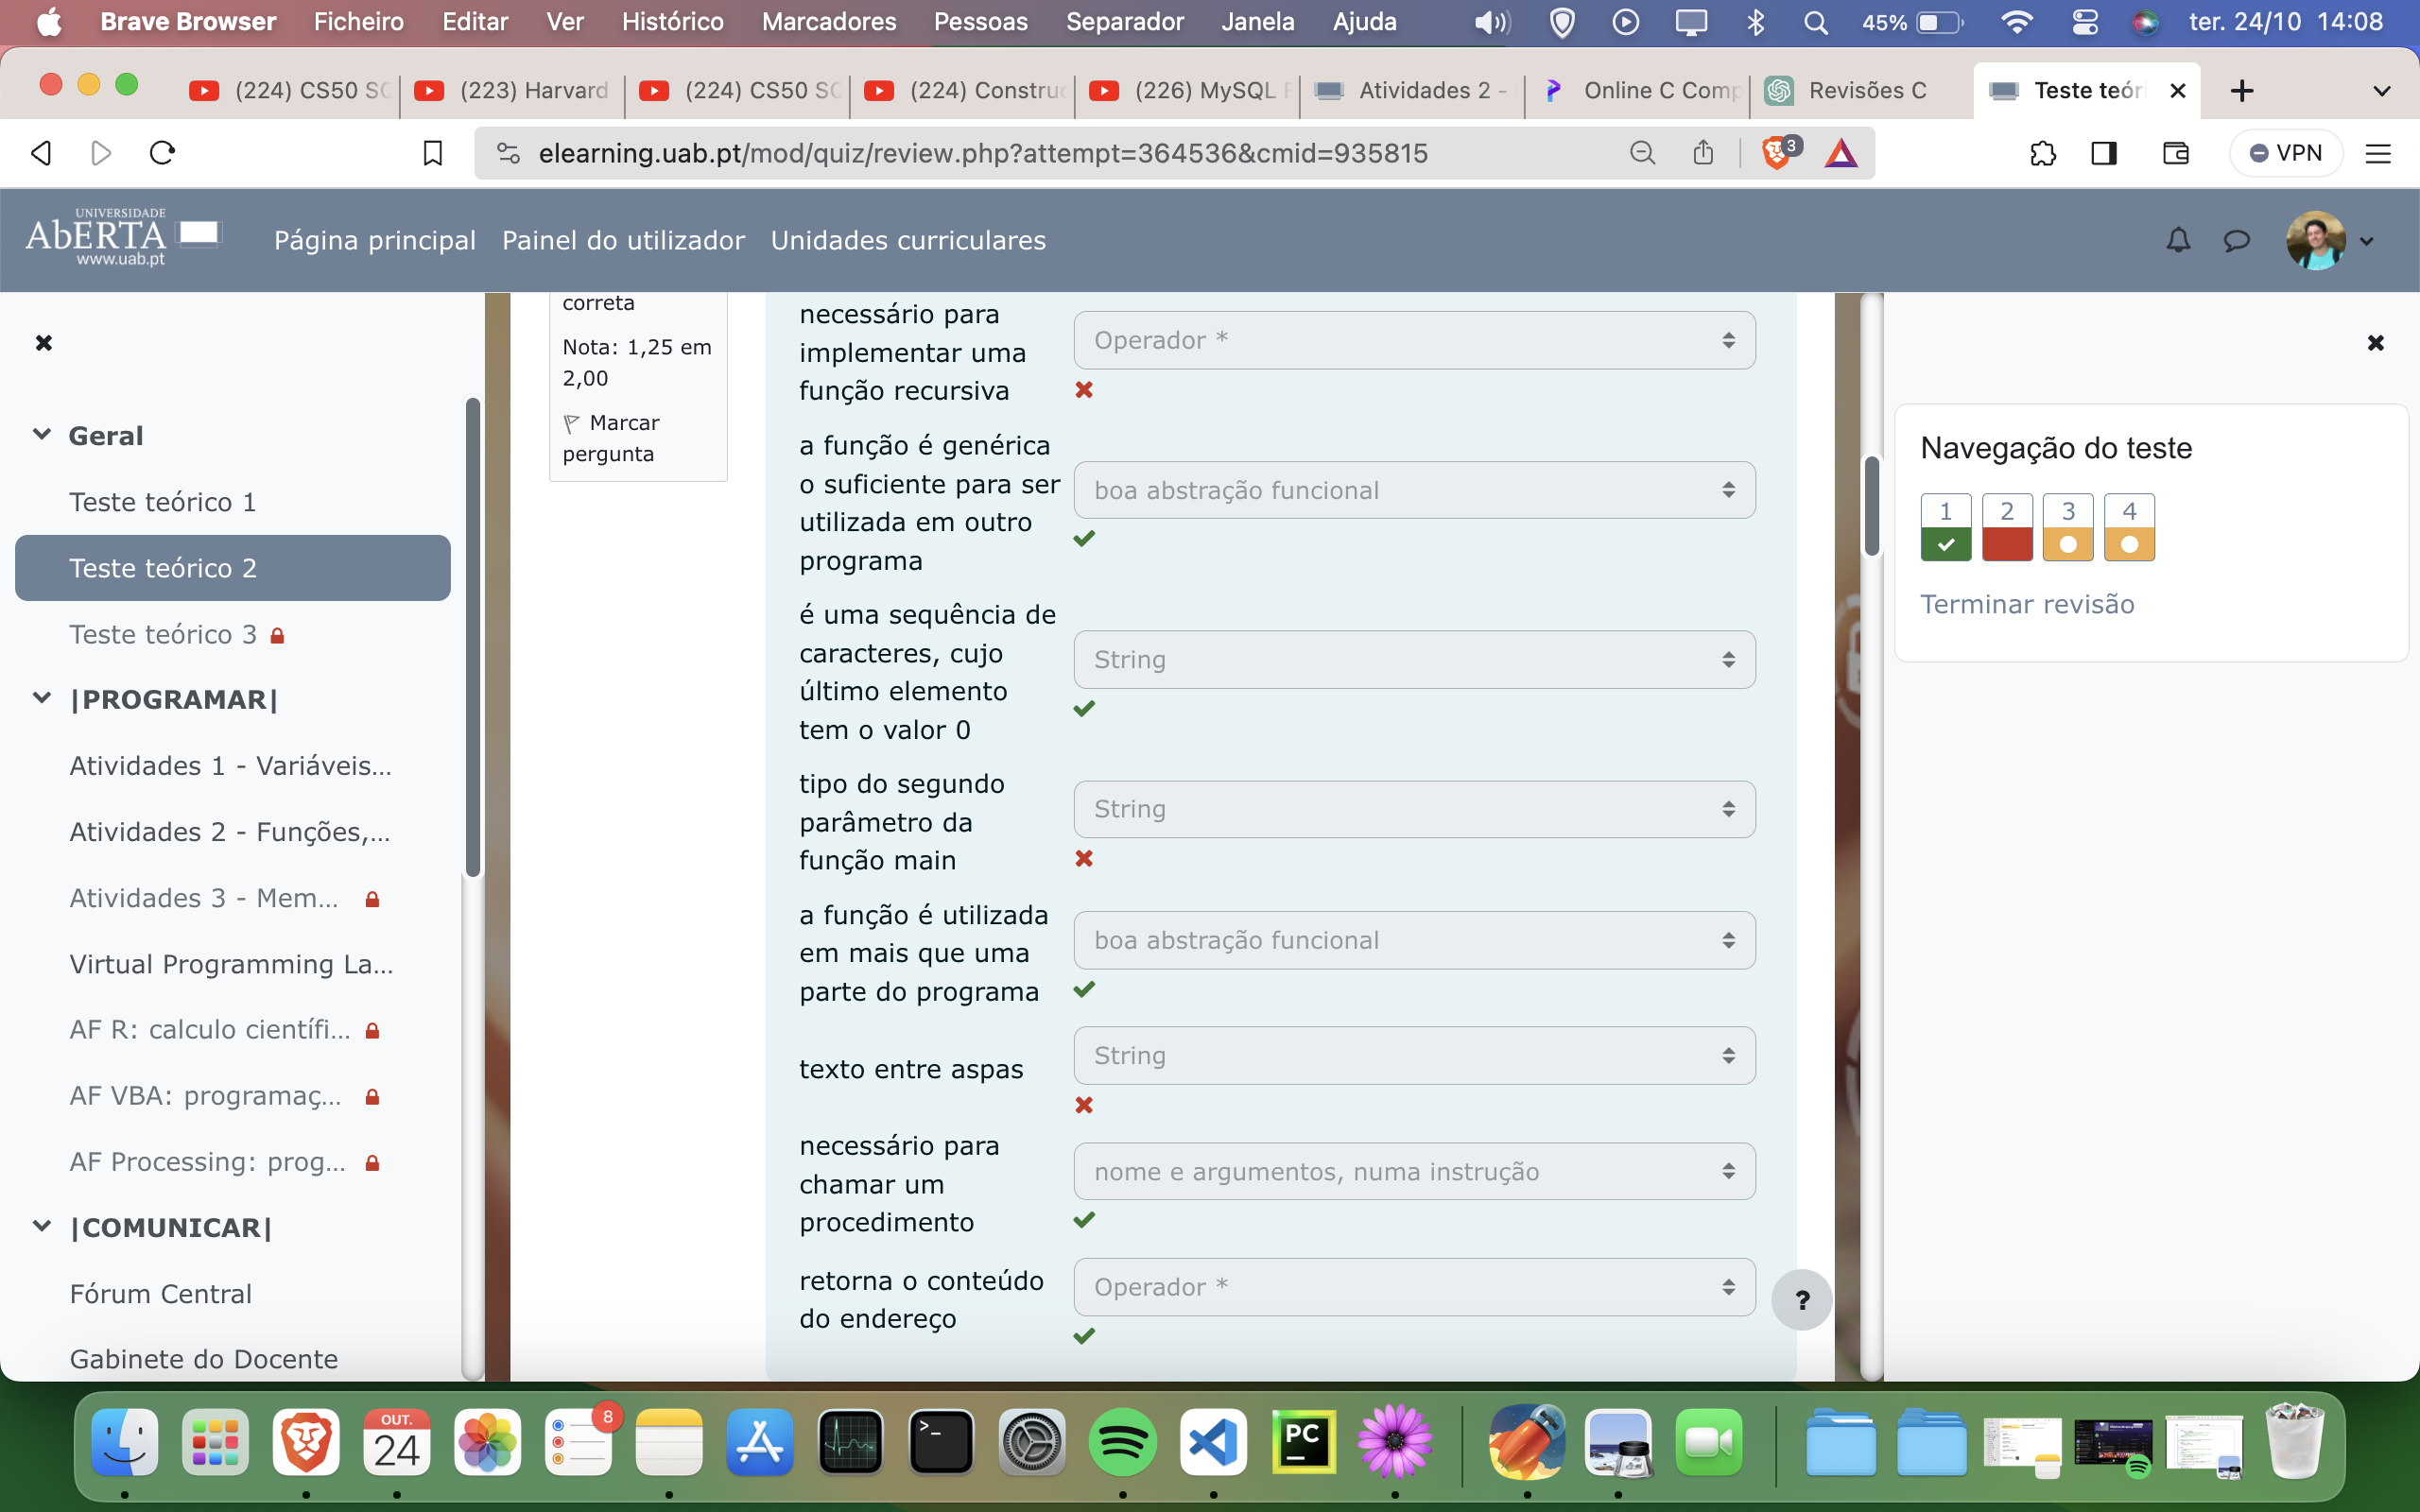 Brave Browser Ficheiro Editar Ver Histórico Marcadores Pessoas Separador Janela Ajuda 45% ter. 24/10 14:08
(224) CS50 SQ (223) Harvard (224) CS50 SQ (224) Construc (226) MySQL Atividades 2 - Online C Comp Revisões C Teste teór
elearning.uab.pt/mod/quiz/review.php?attempt=364536&cmid=935815 3 VPN
UNIVERSIDADE
AbERTA
www.uab.pt
Página principal Painel do utilizador Unidades curriculares
Geral
Teste teórico 1
Teste teórico 2
Teste teórico 3
|PROGRAMAR|
Atividades 1 - Variáveis...
Atividades 2 - Funções,...
Atividades 3 - Mem...
Virtual Programming La...
AF R: calculo científi...
AF VBA: programaç...
AF Processing: prog...
|COMUNICAR|
Fórum Central
Gabinete do Docente
correta
Nota: 1,25 em
2,00
Marcar
pergunta
necessário para
implementar uma
função recursiva
Operador *
a função é genérica
o suficiente para ser
utilizada em outro
programa
boa abstração funcional
é uma sequência de
caracteres, cujo
último elemento
tem o valor 0
String
tipo do segundo
parâmetro da
função main
String
a função é utilizada
em mais que uma
parte do programa
boa abstração funcional
texto entre aspas
String
necessário para
chamar um
procedimento
nome e argumentos, numa instrução
retorna o conteúdo
do endereço
Operador *
?
Navegação do teste
1 2 3 4
Terminar revisão
OUT.
24
8
>_
PC